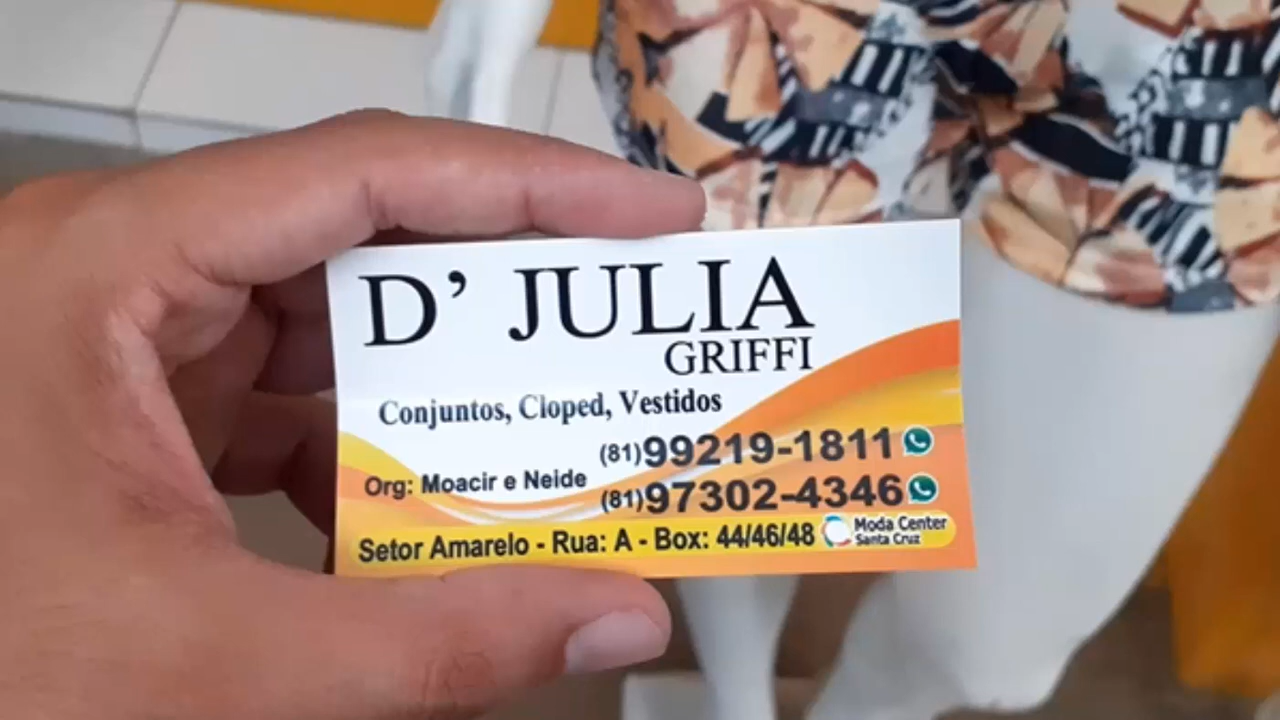 D’ JULIA
GRIFFI
Conjuntos, Cloped, Vestidos
(81)99219-1811
Org: Moacir e Neide
(81)97302-4346
Setor Amarelo - Rua: A - Box: 44/46/48
Moda Center
Santa Cruz